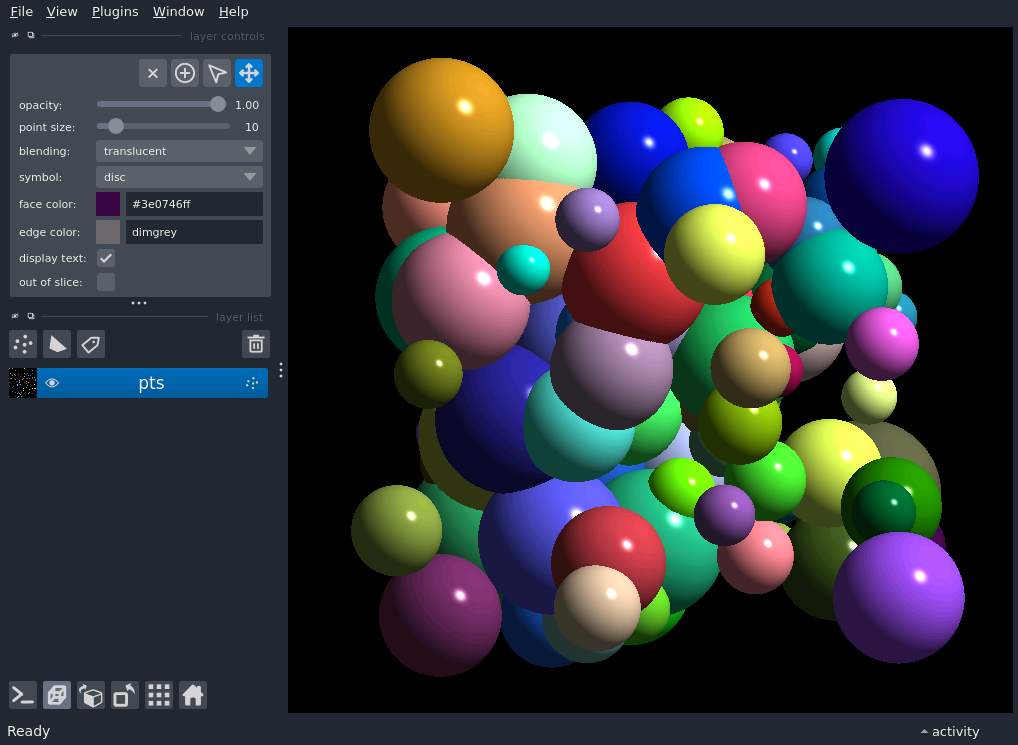 File View Plugins Window Help
layer controls
opacity: 1.00
point size: 10
blending: translucent
symbol: disc
face color: #3e0746ff
edge color: dimgrey
display text:
out of slice:
layer list
pts
Ready activity